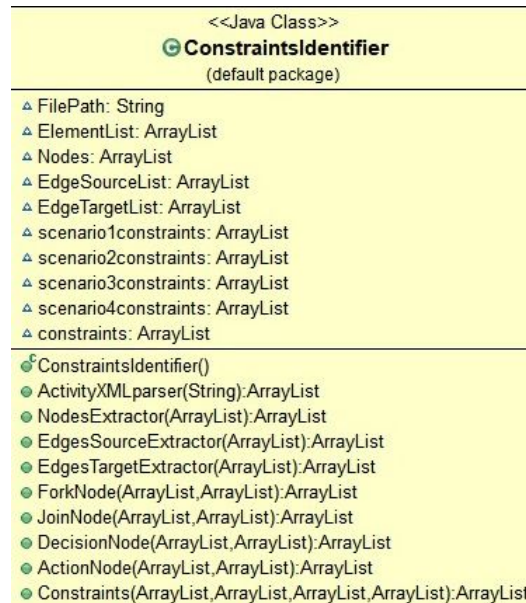 <<Java Class>>
ConstraintsIdentifier
(default package)
FilePath: String
ElementList: ArrayList
Nodes: ArrayList
EdgeSourceList: ArrayList
EdgeTargetList: ArrayList
scenario1constraints: ArrayList
scenario2constraints: ArrayList
scenario3constraints: ArrayList
scenario4constraints: ArrayList
constraints: ArrayList
ConstraintsIdentifier()
ActivityXMLparser(String):ArrayList
NodesExtractor(ArrayList):ArrayList
EdgesSourceExtractor(ArrayList):ArrayList
EdgesTargetExtractor(ArrayList):ArrayList
ForkNode(ArrayList,ArrayList):ArrayList
JoinNode(ArrayList,ArrayList):ArrayList
DecisionNode(ArrayList,ArrayList):ArrayList
ActionNode(ArrayList,ArrayList):ArrayList
Constraints(ArrayList,ArrayList,ArrayList,ArrayList):ArrayList